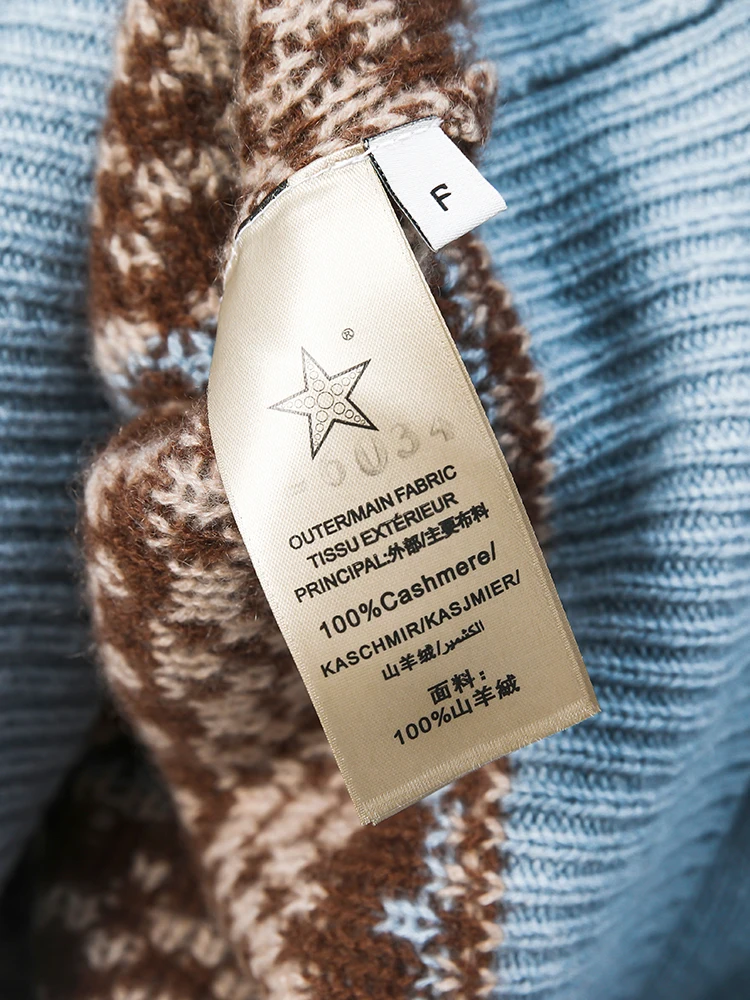 F
®
OUTER/MAIN FABRIC
TISSU EXTÉRIEUR
PRINCIPAL:外部/主要布料
100%Cashmere/
KASCHMIR/KASJMIER/
山羊絨/الكشمير
面料:
100%山羊絨